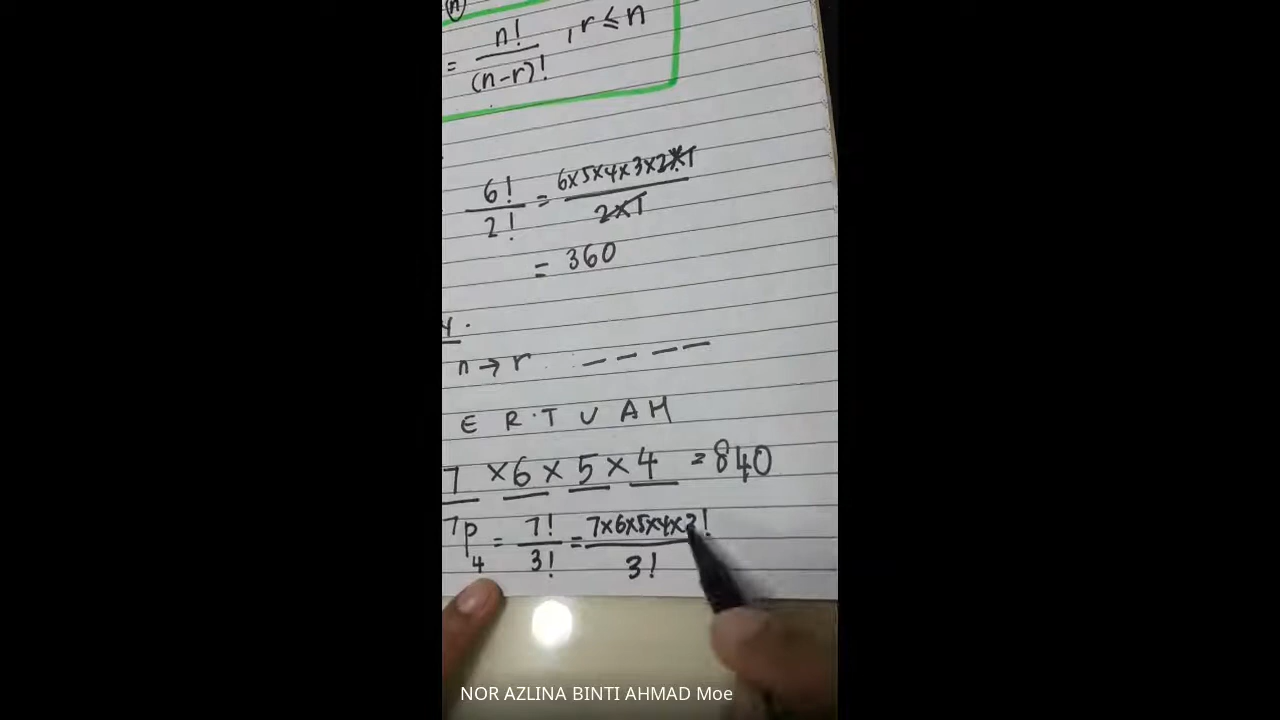 n
= n!/(n-r)! , r ≤ n
6!/2! = 6x5x4x3x2x1/2x1
= 360
n → r _ _ _ _
E R . T U A H
7 x 6 x 5 x 4 = 840
7P4 = 7!/3! = 7x6x5x4x3!/3!
NOR AZLINA BINTI AHMAD Moe